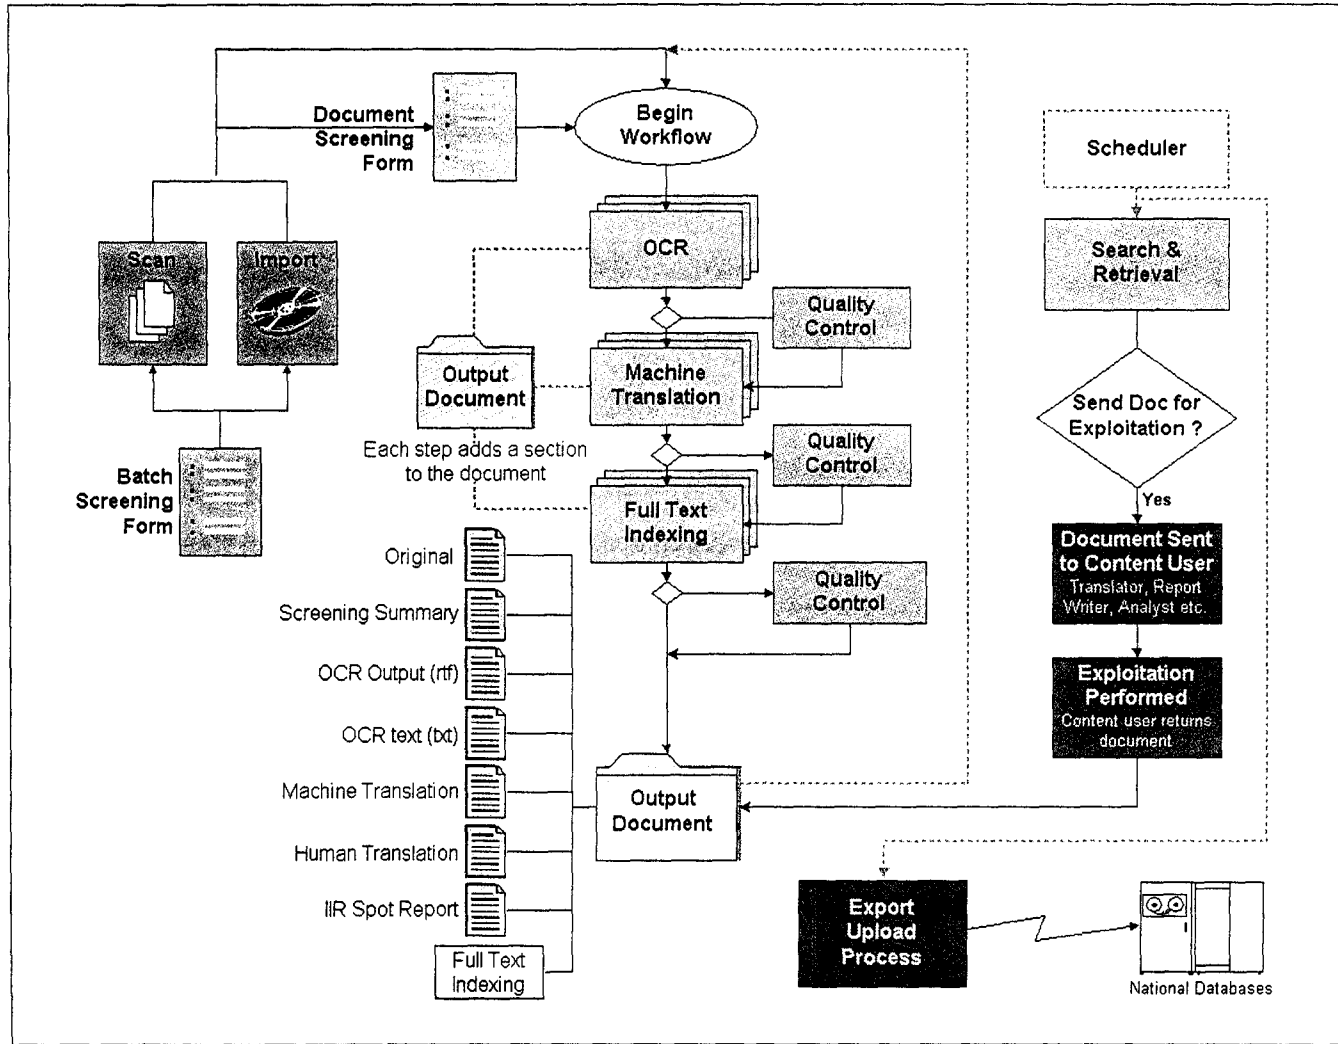 Document
Screening
Form
Begin
Workflow
Scheduler
Scan
Import
OCR
Search &
Retrieval
Quality
Control
Output
Document
Machine
Translation
Send Doc for
Exploitation ?
Each step adds a section
to the document
Quality
Control
Batch
Screening
Form
Full Text
Indexing
Yes
Document Sent
to Content User
Translator, Report
Writer, Analyst etc.
Original
Quality
Control
Screening Summary
OCR Output (rtf)
Exploitation
Performed
Content user returns
document
OCR text (txt)
Machine Translation
Output
Document
Human Translation
IIR Spot Report
Export
Upload
Process
Full Text
Indexing
National Databases